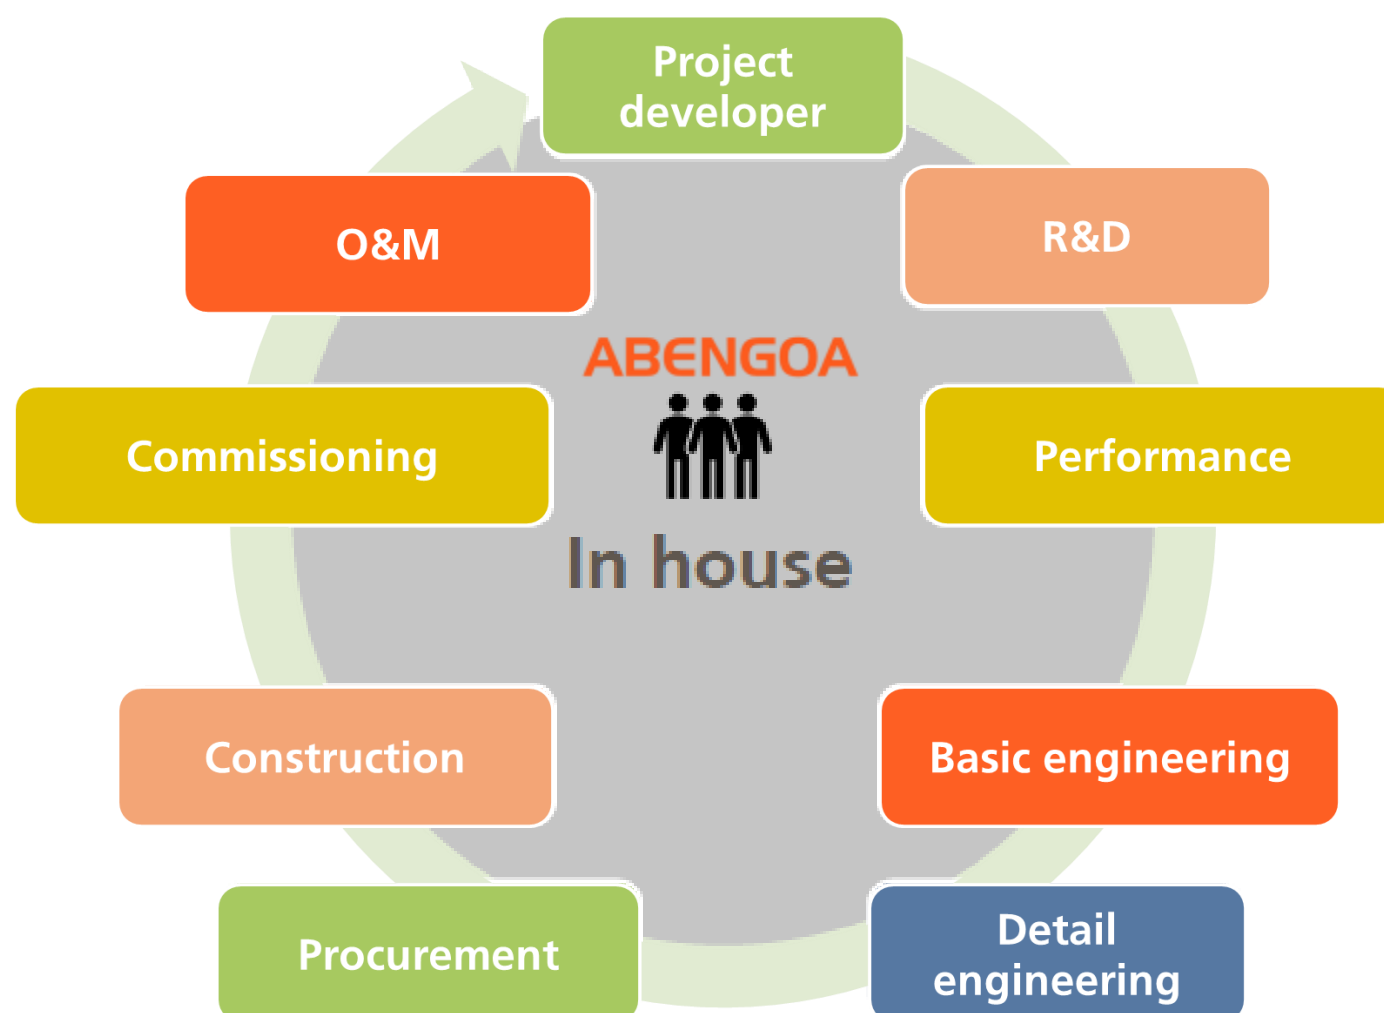 Project
developer
O&M
R&D
ABENGOA
Commissioning
Performance
In house
Construction
Basic engineering
Procurement
Detail
engineering